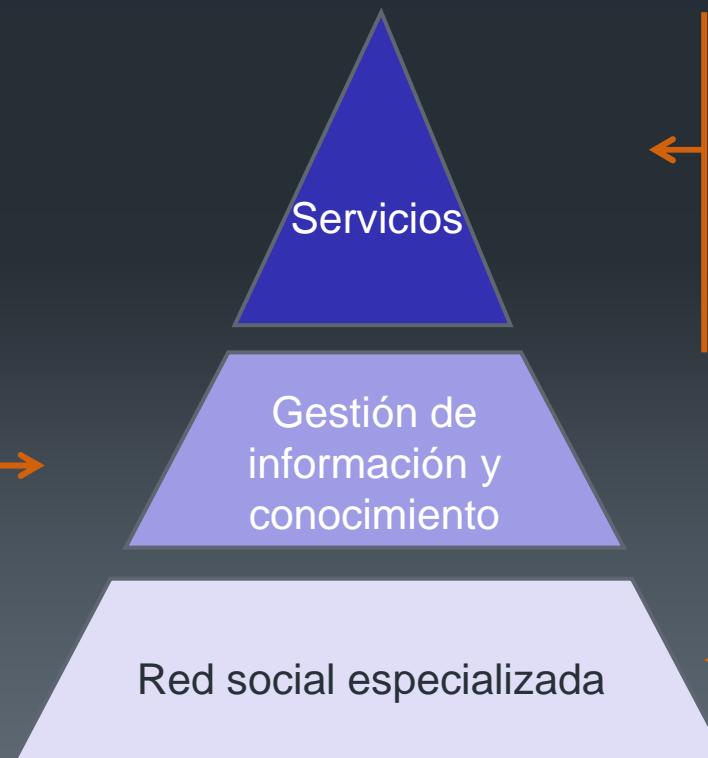 Servicios
Gestión de
información y
conocimiento
Red social especializada